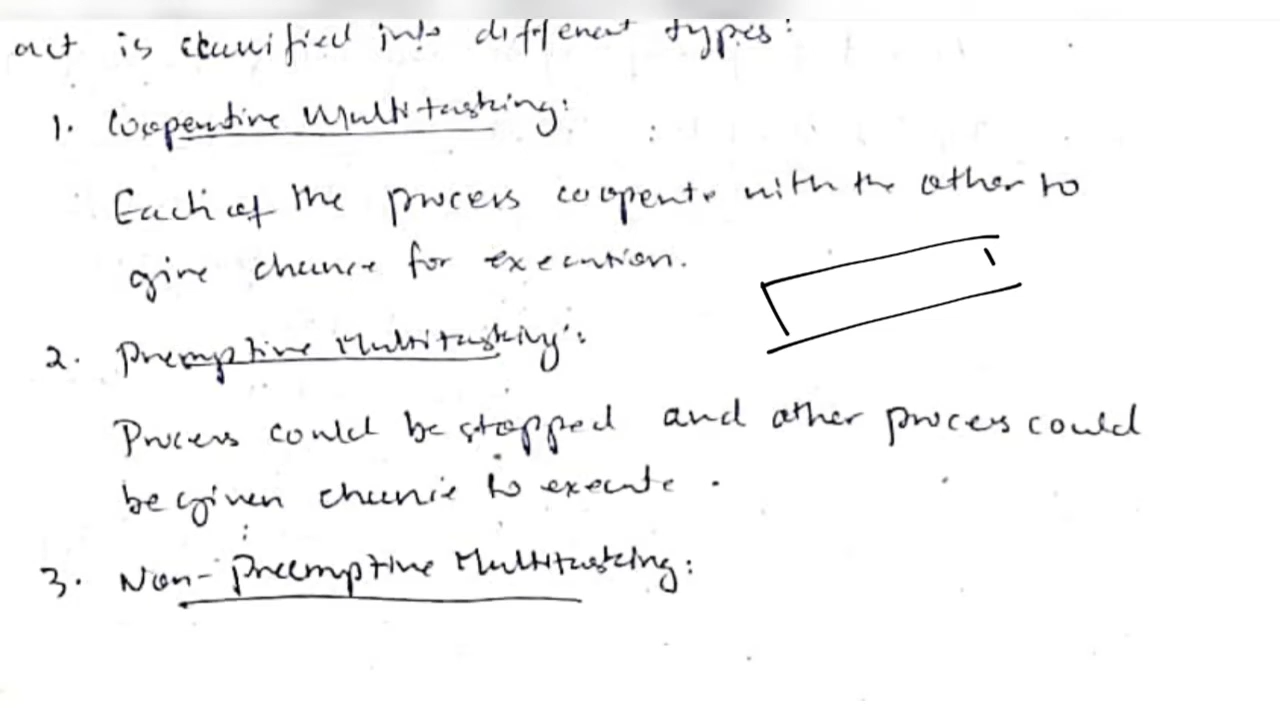 act is classified into different types:
1. Cooperative Multitasking:
Each of the process cooperate with the other to
give chance for execution.
2. Preemptive Multitasking:
Process could be stopped and other process could
be given chance to execute.
3. Non-Preemptive Multitasking: